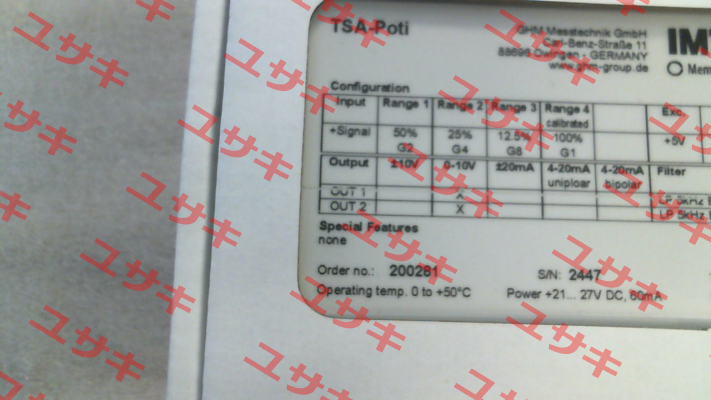 TSA-Poti
GHM Messtechnik GmbH
Carl-Benz-Straße 11
88696 Owingen - GERMANY
www.ghm-group.de
IM
Mem
Configuration
Input Range 1 Range 2 Range 3 Range 4 calibrated Exc.
+Signal 50% G2 25% G4 12.5% G8 100% G1 +5V
Output ±10V 0-10V ±20mA 4-20mA uniploar 4-20mA bipolar Filter
OUT 1 X LP 5kHz
OUT 2 X LP 5kHz
Special Features
none
Order no.: 200281 S/N: 2447
Operating temp. 0 to +50°C Power +21... 27V DC, 60mA
ユサキ